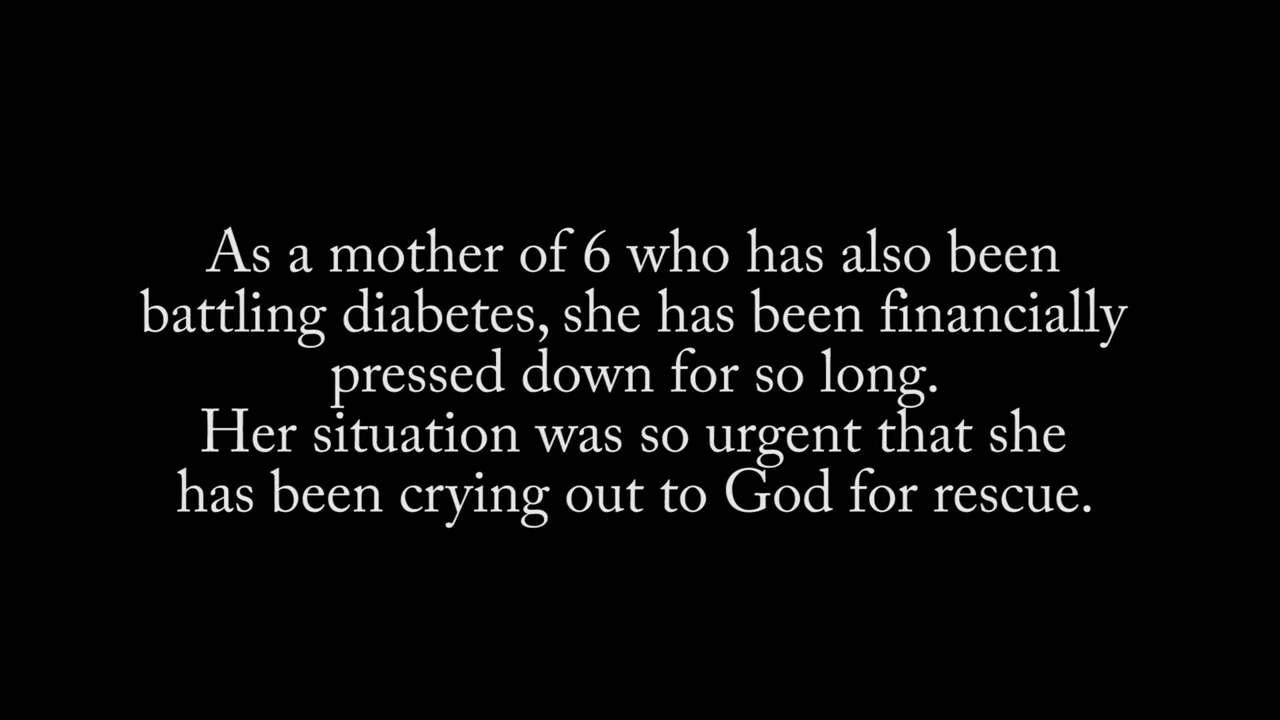 As a mother of 6 who has also been
battling diabetes, she has been financially
pressed down for so long.
Her situation was so urgent that she
has been crying out to God for rescue.